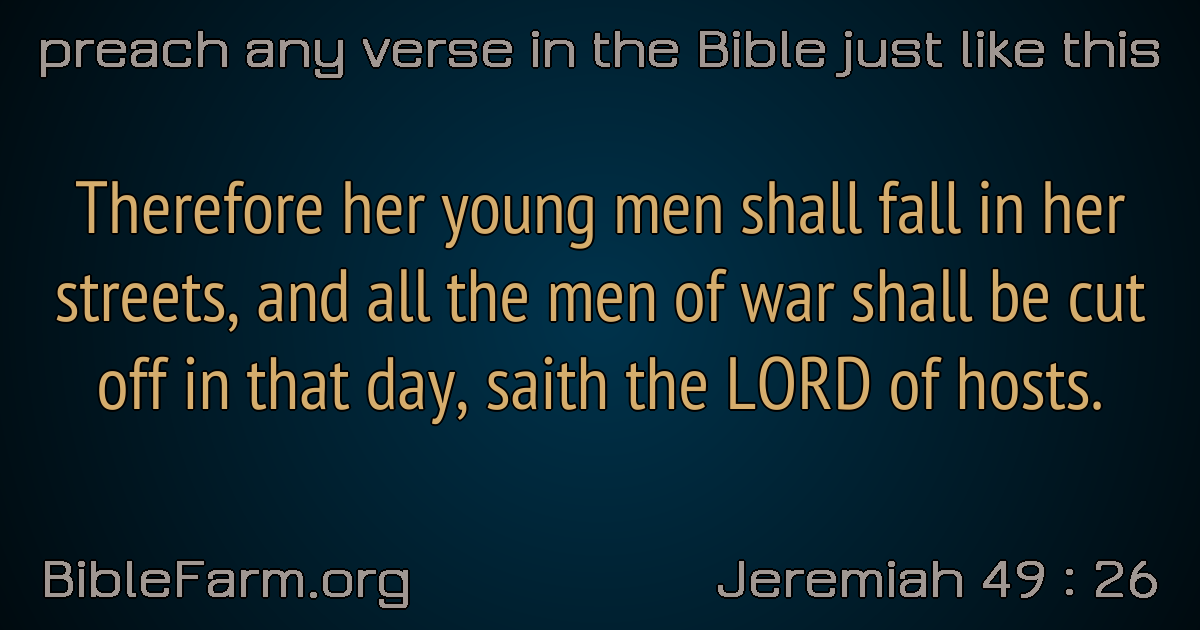 preach any verse in the Bible just like this
Therefore her young men shall fall in her
streets, and all the men of war shall be cut
off in that day, saith the LORD of hosts.
BibleFarm.org
Jeremiah 49 : 26